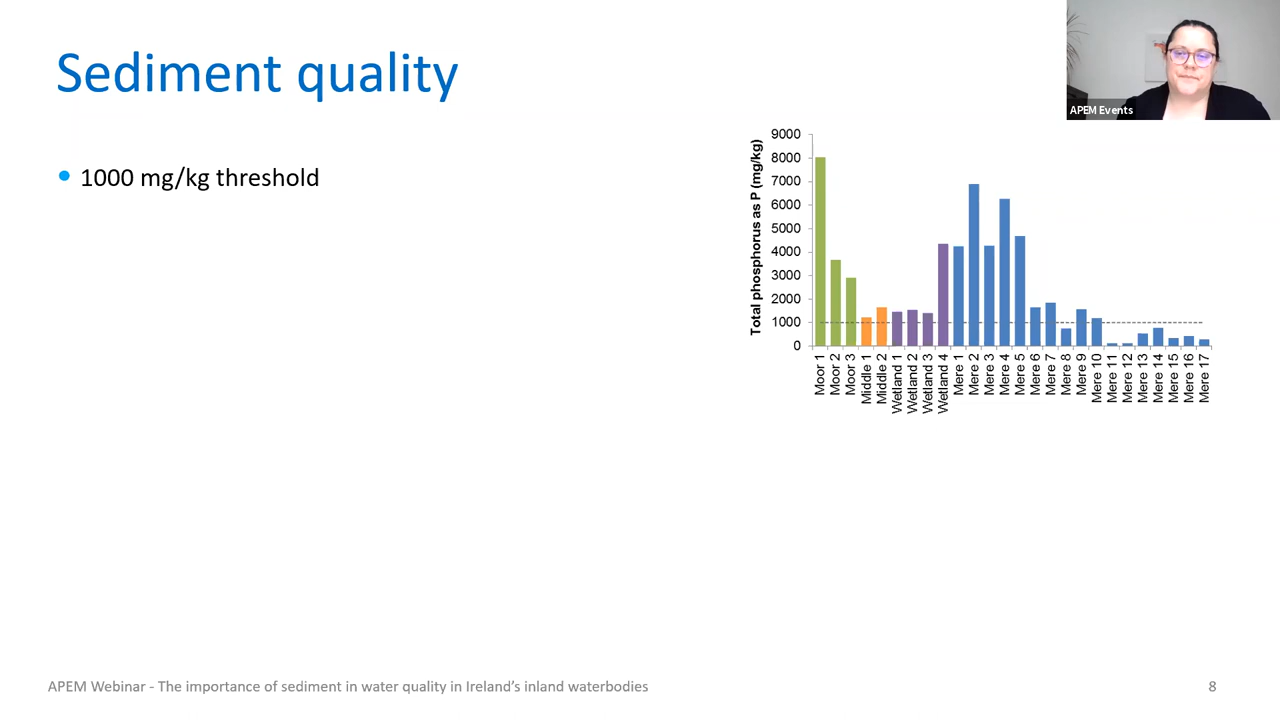 Sediment quality
APEM Events
1000 mg/kg threshold
Total phosphorus as P (mg/kg)
9000
8000
7000
6000
5000
4000
3000
2000
1000
0
Moor 1
Moor 2
Moor 3
Middle 1
Middle 2
Wetland 1
Wetland 2
Wetland 3
Wetland 4
Mere 1
Mere 2
Mere 3
Mere 4
Mere 5
Mere 6
Mere 7
Mere 8
Mere 9
Mere 10
Mere 11
Mere 12
Mere 13
Mere 14
Mere 15
Mere 16
Mere 17
APEM Webinar - The importance of sediment in water quality in Ireland’s inland waterbodies
8